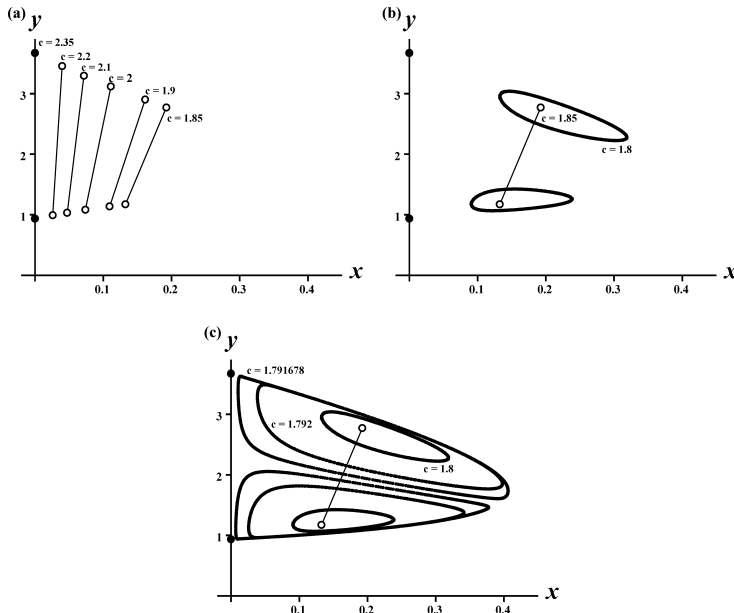 (a)
y
c = 2.35
c = 2.2
c = 2.1
c = 2
c = 1.9
c = 1.85
3
2
1
0.1 0.2 0.3 0.4
x
(b)
y
c = 1.85
c = 1.8
3
2
1
0.1 0.2 0.3 0.4
x
(c)
y
c = 1.791678
c = 1.792
c = 1.8
3
2
1
0.1 0.2 0.3 0.4
x